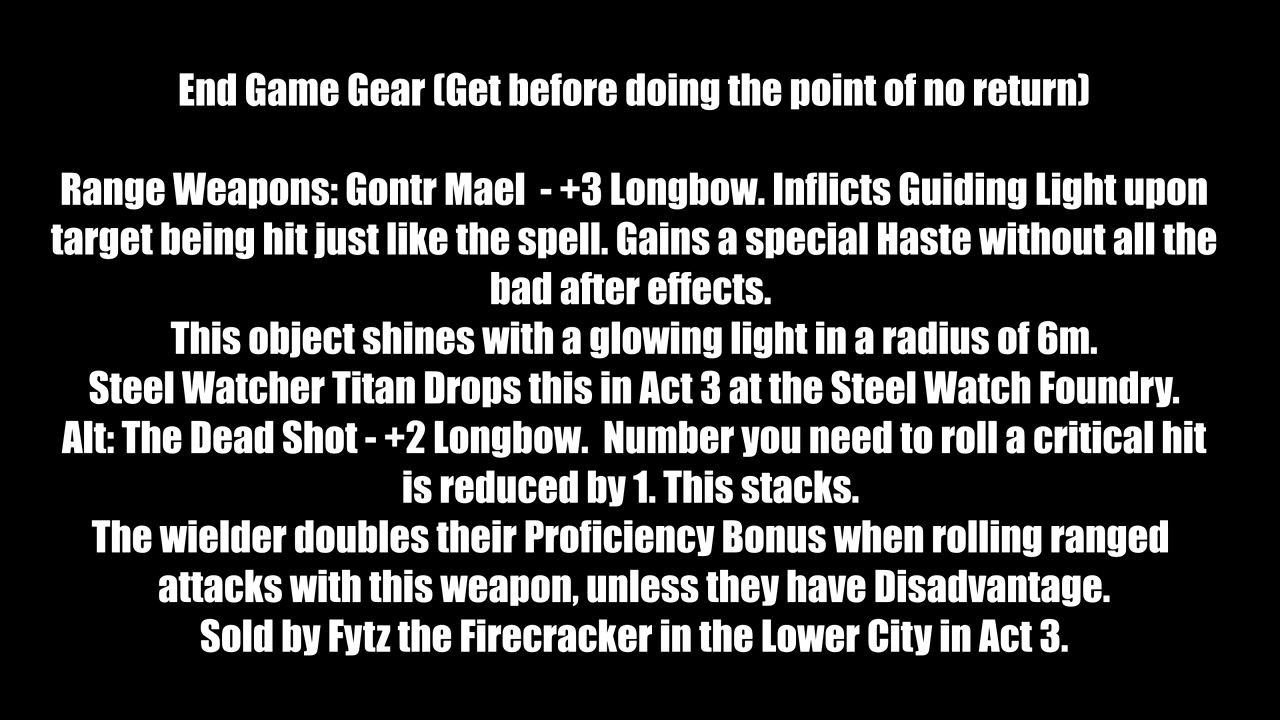 End Game Gear (Get before doing the point of no return)
Range Weapons: Gontr Mael - +3 Longbow. Inflicts Guiding Light upon
target being hit just like the spell. Gains a special Haste without all the
bad after effects.
This object shines with a glowing light in a radius of 6m.
Steel Watcher Titan Drops this in Act 3 at the Steel Watch Foundry.
Alt: The Dead Shot - +2 Longbow. Number you need to roll a critical hit
is reduced by 1. This stacks.
The wielder doubles their Proficiency Bonus when rolling ranged
attacks with this weapon, unless they have Disadvantage.
Sold by Fytz the Firecracker in the Lower City in Act 3.